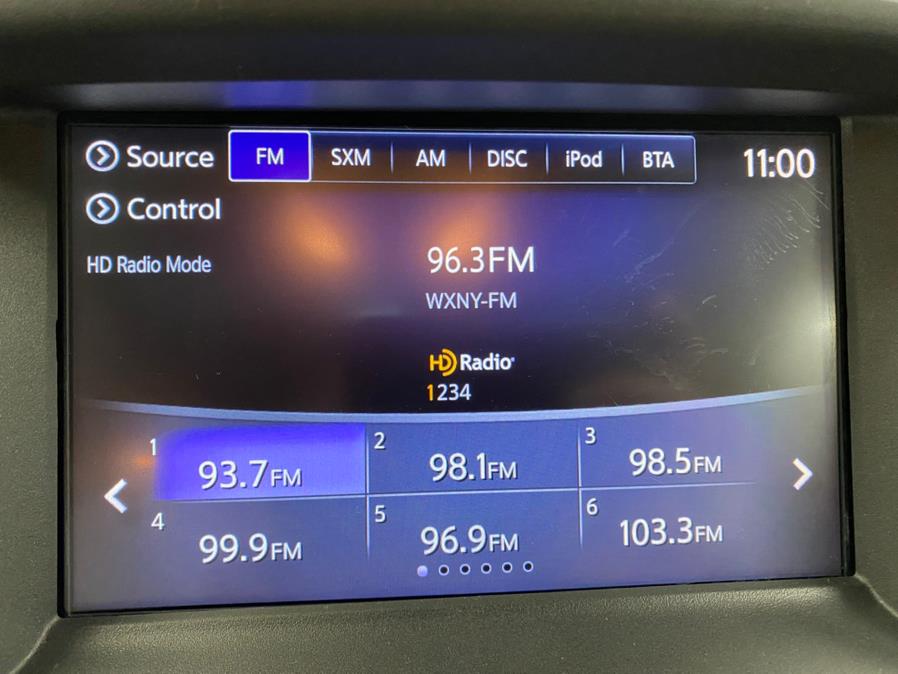 Source FM SXM AM DISC iPod BTA 11:00
Control
HD Radio Mode
96.3FM
WXNY-FM
HD Radio
1234
1 93.7FM 2 98.1FM 3 98.5FM
4 99.9FM 5 96.9FM 6 103.3FM